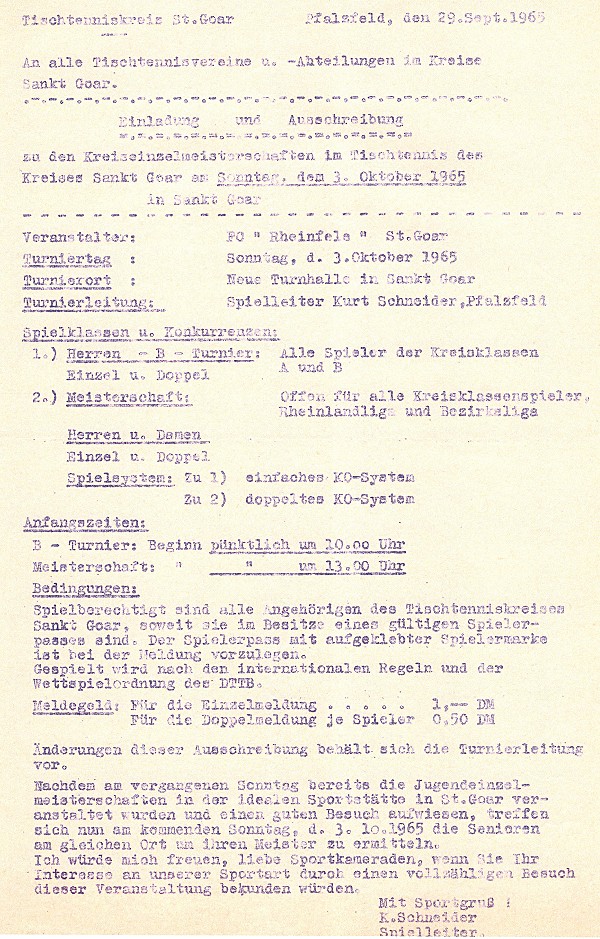 Tischtenniskreis St.Goar Pfalzfeld, den 29.Sept.1965
An alle Tischtennisvereine u. -Abteilungen im Kreise
Sankt Goar.
Einladung und Ausschreibung
zu den Kreiseinzelmeisterschaften im Tischtennis des
Kreises Sankt Goar am Sonntag, dem 3. Oktober 1965
in Sankt Goar
Veranstalter: FC " Rheinfels " St.Goar
Turniertag : Sonntag, d. 3.Oktober 1965
Turnierort : Neue Turnhalle in Sankt Goar
Turnierleitung: Spielleiter Kurt Schneider,Pfalzfeld
Spielklassen u. Konkurrenzen:
1.) Herren - B - Turnier: Alle Spieler der Kreisklassen
Einzel u. Doppel A und B
2.) Meisterschaft: Offen für alle Kreisklassenspieler,
Rheinlandliga und Bezirksliga
Herren u. Damen
Einzel u. Doppel
Spielsystem: Zu 1) einfaches KO-System
Zu 2) doppeltes KO-System
Anfangszeiten:
B - Turnier: Beginn pünktlich um 10.00 Uhr
Meisterschaft: " " um 13.00 Uhr
Bedingungen:
Spielberechtigt sind alle Angehörigen des Tischtenniskreises
Sankt Goar, soweit sie im Besitze eines gültigen Spieler-
passes sind. Der Spielerpass mit aufgeklebter Spielermarke
ist bei der Meldung vorzulegen.
Gespielt wird nach den internationalen Regeln und der
Wettspielordnung des DTTB.
Meldegeld: Für die Einzelmeldung . . . . . 1,-- DM
Für die Doppelmeldung je Spieler 0,50 DM
Änderungen dieser Ausschreibung behält sich die Turnierleitung
vor.
Nachdem am vergangenen Sonntag bereits die Jugendeinzel-
meisterschaften in der idealen Sportstätte in St.Goar ver-
anstaltet wurden und einen guten Besuch aufwiesen, treffen
sich nun am kommenden Sonntag, d. 3. 10.1965 die Senioren
am gleichen Ort um ihren Meister zu ermitteln.
Ich würde mich freuen, liebe Sportkameraden, wenn Sie Ihr
Interesse an unserer Sportart durch einen vollzähligen Besuch
dieser Veranstaltung bekunden würden.
Mit Sportgruß !
K.Schneider
Spielleiter.